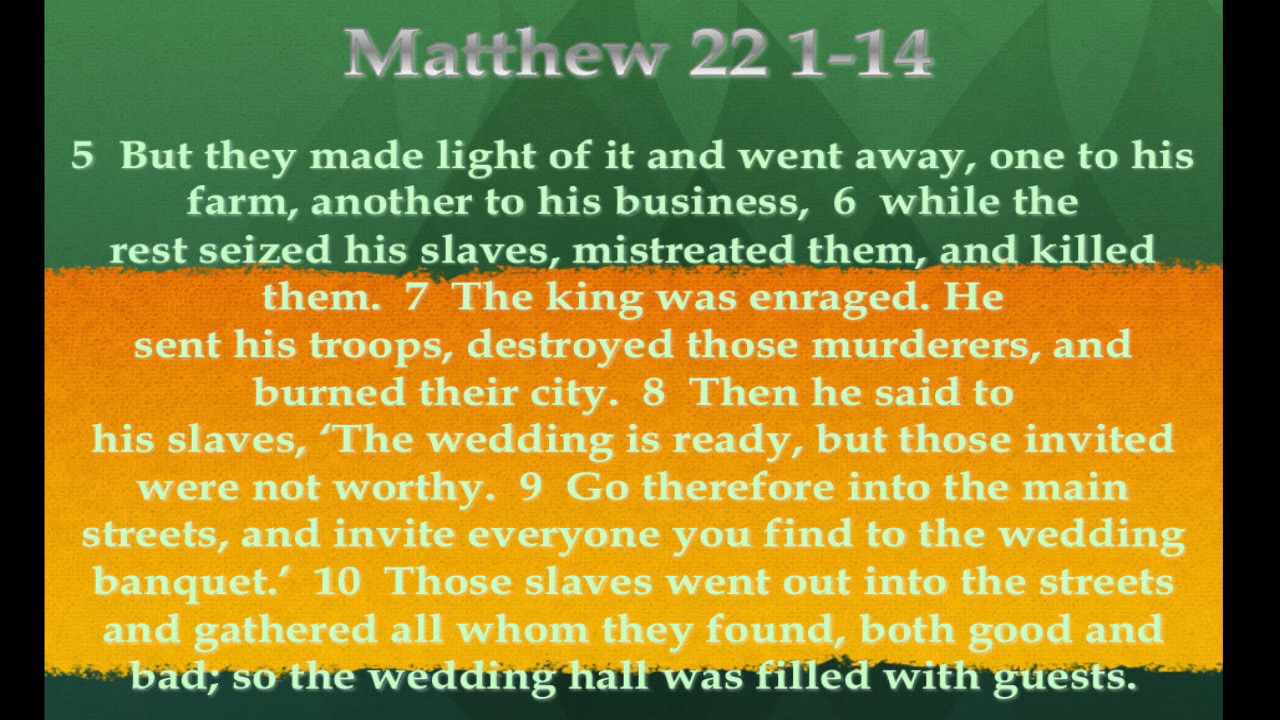 Matthew 22 1-14
5  But they made light of it and went away, one to his
farm, another to his business,  6  while the
rest seized his slaves, mistreated them, and killed
them.  7  The king was enraged. He
sent his troops, destroyed those murderers, and
burned their city.  8  Then he said to
his slaves, ‘The wedding is ready, but those invited
were not worthy.  9  Go therefore into the main
streets, and invite everyone you find to the wedding
banquet.’  10  Those slaves went out into the streets
and gathered all whom they found, both good and
bad; so the wedding hall was filled with guests.